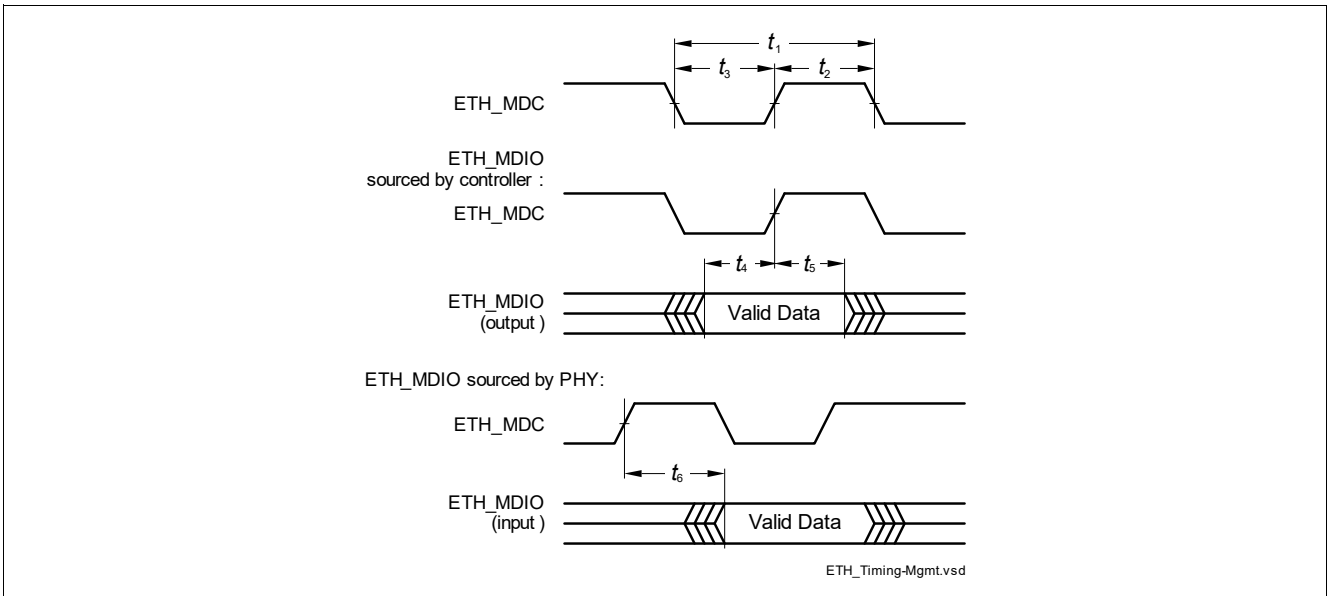 t₁
t₃ t₂
ETH_MDC
ETH_MDIO
sourced by controller :
ETH_MDC
t₄ t₅
ETH_MDIO
(output )
Valid Data
ETH_MDIO sourced by PHY:
ETH_MDC
t₆
ETH_MDIO
(input )
Valid Data
ETH_Timing-Mgmt.vsd